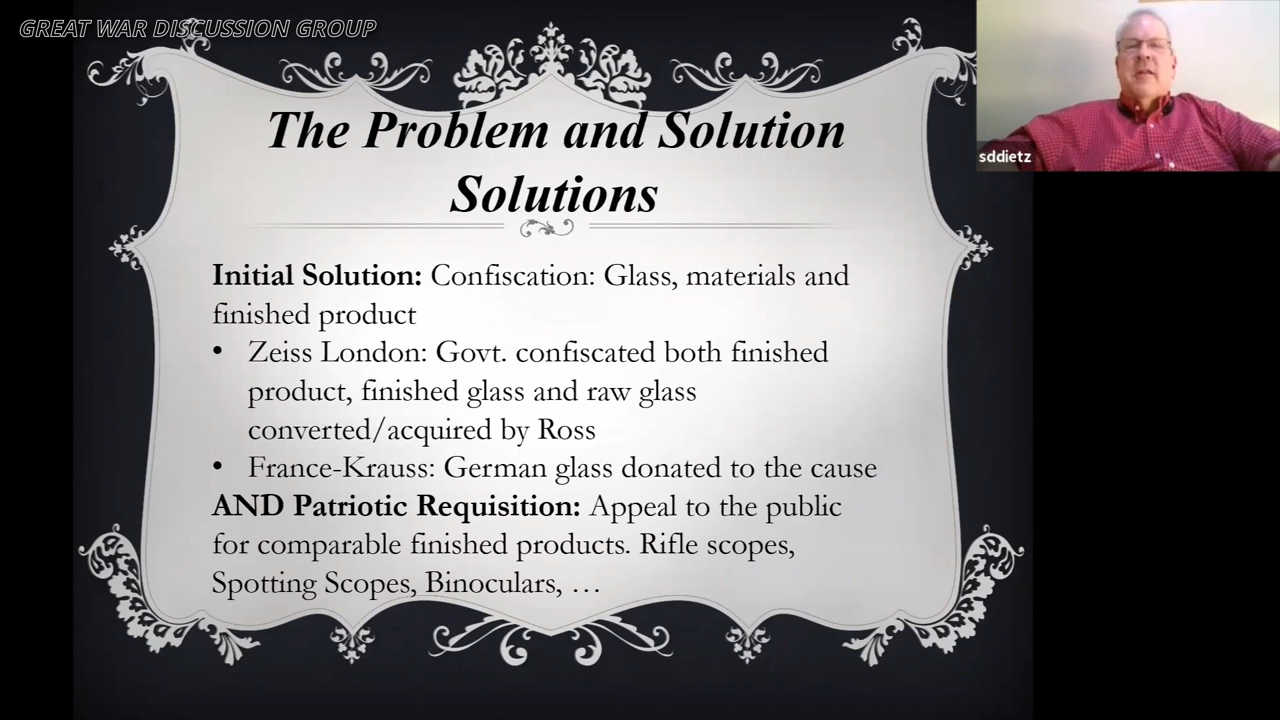 GREAT WAR DISCUSSION GROUP
The Problem and Solution
Solutions
Initial Solution: Confiscation: Glass, materials and
finished product
• Zeiss London: Govt. confiscated both finished
product, finished glass and raw glass
converted/acquired by Ross
• France-Krauss: German glass donated to the cause
AND Patriotic Requisition: Appeal to the public
for comparable finished products. Rifle scopes,
Spotting Scopes, Binoculars, …
sddietz